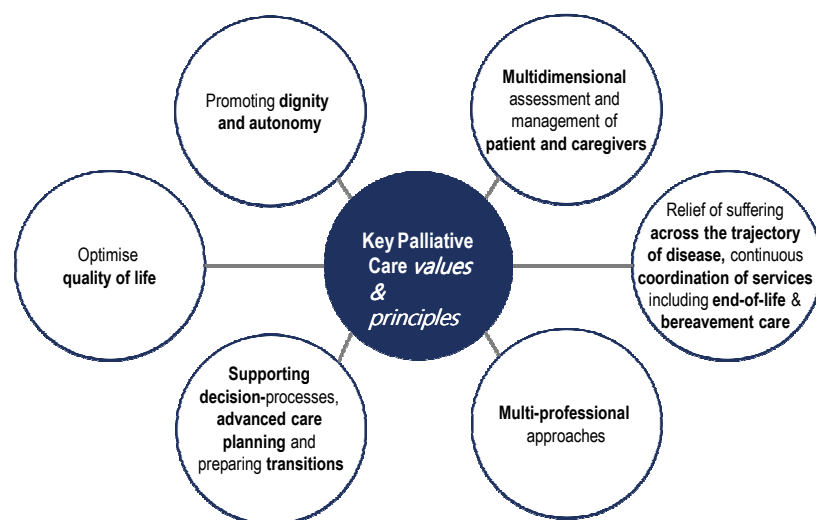 Promoting dignity
and autonomy
Multidimensional
assessment and
management of
patient and caregivers
Optimise
quality of life
Key Palliative
Care values
&
principles
Relief of suffering
across the trajectory
of disease, continuous
coordination of services
including end-of-life &
bereavement care
Supporting
decision-processes,
advanced care
planning and
preparing transitions
Multi-professional
approaches